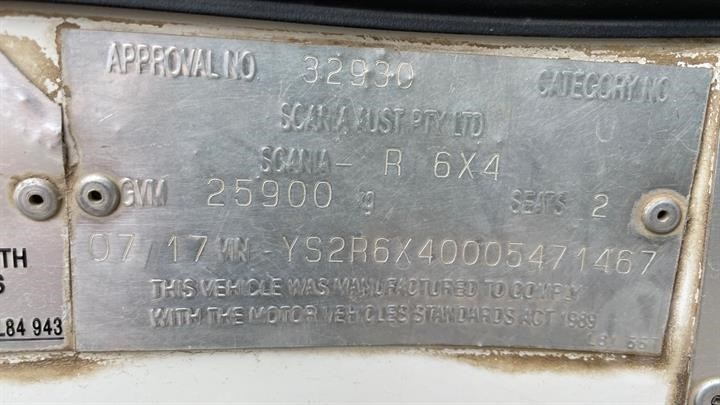 APPROVAL NO. 32930 CATEGORY NC
SCANIA AUST PTY LTD
SCANIA - R 6X4
GVM 25900 kg SEATS 2
07/17 VIN - YS2R6X40005471467
THIS VEHICLE WAS MANUFACTURED TO COMPLY
WITH THE MOTOR VEHICLES STANDARDS ACT 1989
TH
S
L84 943